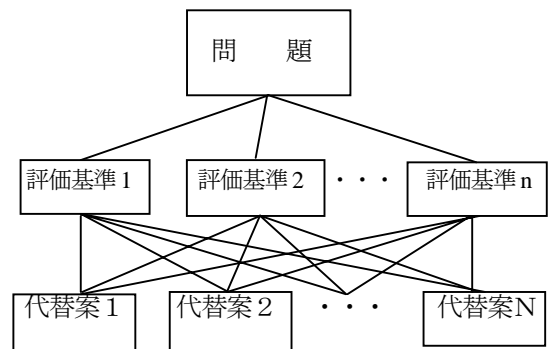 問　　題
評価基準1 評価基準2 ・・・ 評価基準n
代替案1 代替案2 ・・・ 代替案N